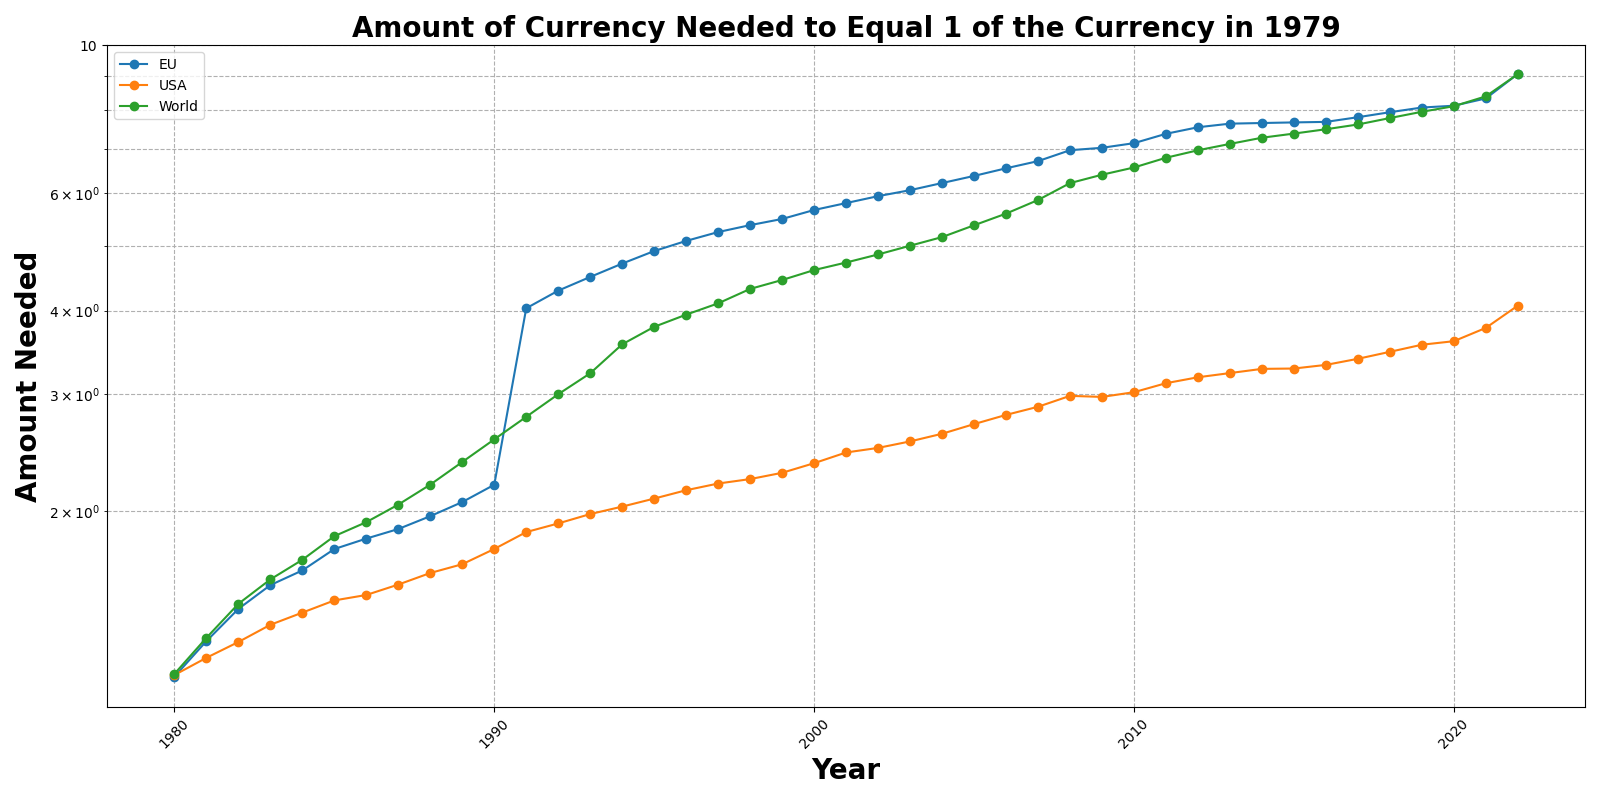 Amount of Currency Needed to Equal 1 of the Currency in 1979
10
EU
USA
World
6 × 10⁰
4 × 10⁰
3 × 10⁰
2 × 10⁰
Amount Needed
1980
1990
2000
2010
2020
Year